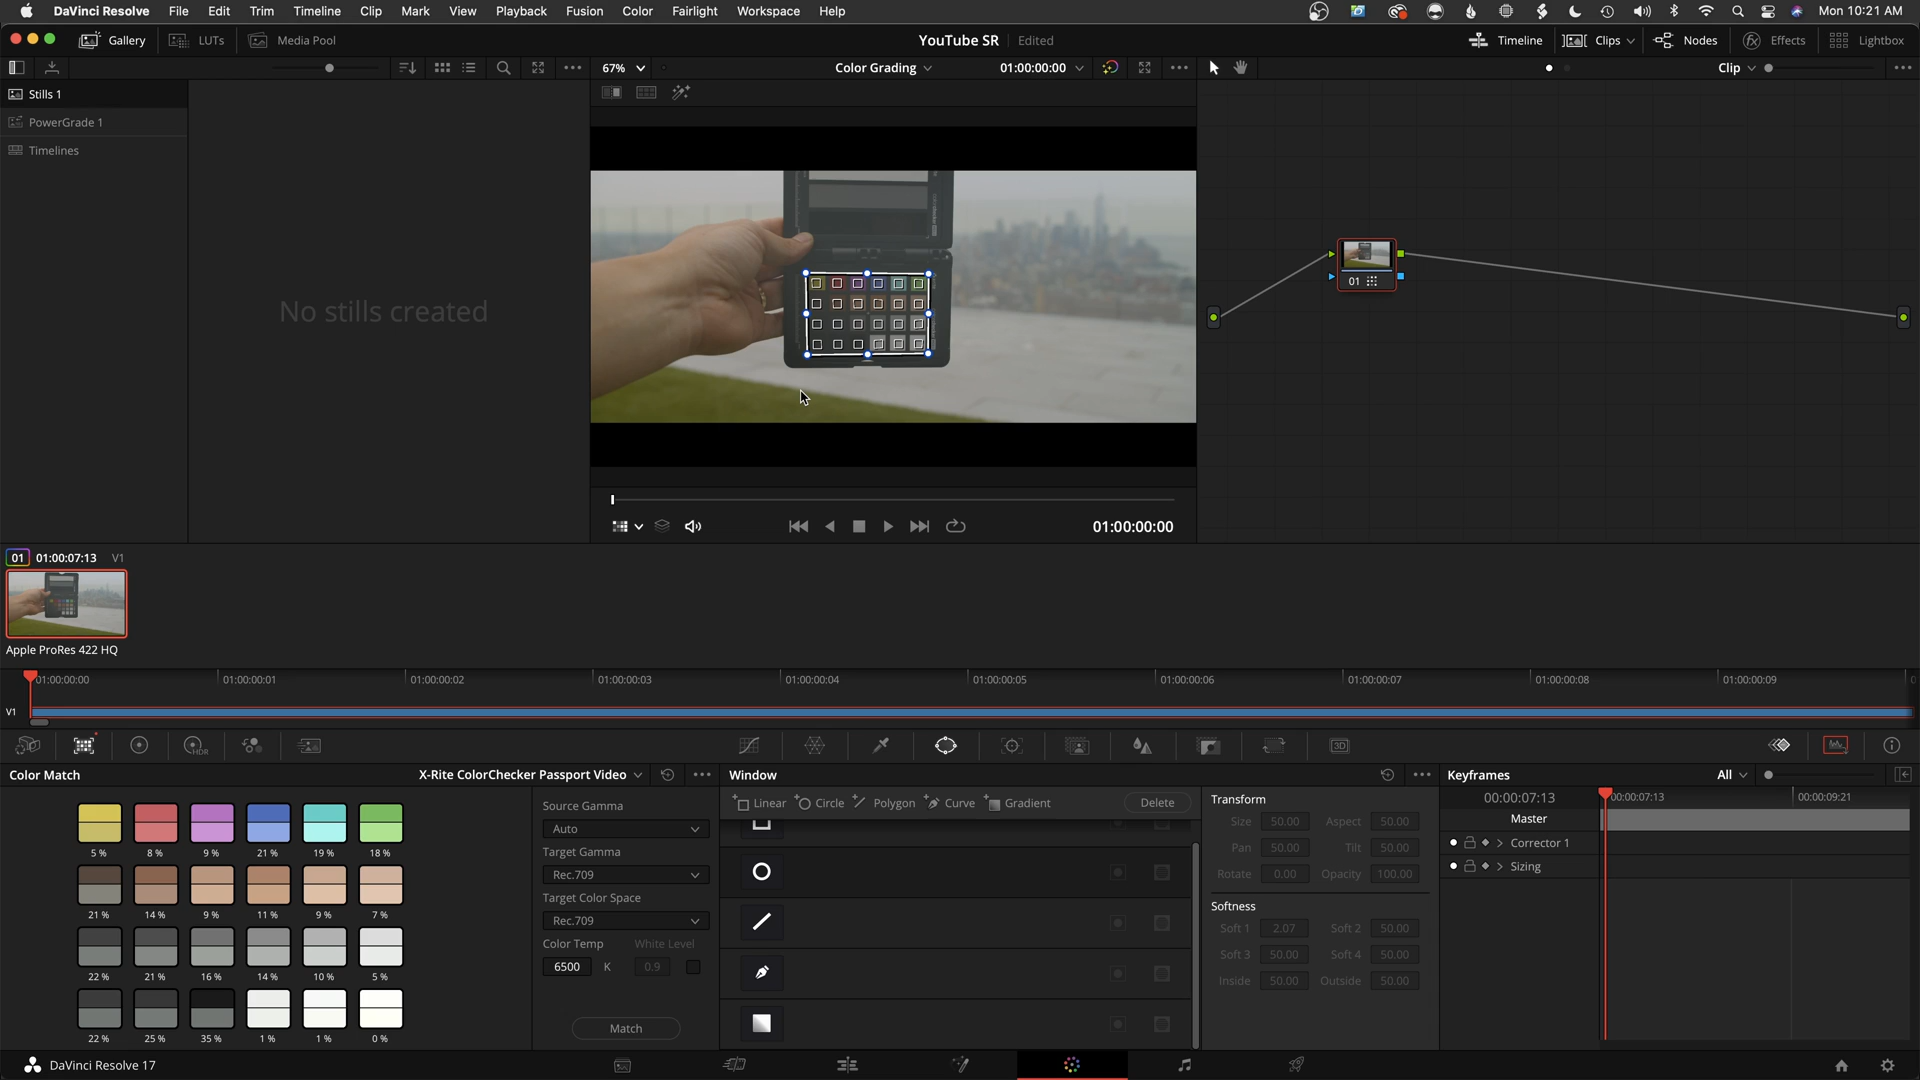 DaVinci Resolve File Edit Trim Timeline Clip Mark View Playback Fusion Color Fairlight Workspace Help Mon 10:21 AM
Gallery LUTs Media Pool YouTube SR Edited Timeline Clips Nodes Effects Lightbox
67% Color Grading 01:00:00:00 Clip
Stills 1
PowerGrade 1
Timelines
No stills created
01
01:00:00:00
01 01:00:07:13 V1
Apple ProRes 422 HQ
01:00:00:00 01:00:00:01 01:00:00:02 01:00:00:03 01:00:00:04 01:00:00:05 01:00:00:06 01:00:00:07 01:00:00:08 01:00:00:09
V1
HDR 3D
Color Match X-Rite ColorChecker Passport Video Window Keyframes All
Source Gamma
Auto
Target Gamma
Rec.709
Target Color Space
Rec.709
Color Temp White Level
6500 K 0.9
Match
5 % 8 % 9 % 21 % 19 % 18 %
21 % 14 % 9 % 11 % 9 % 7 %
22 % 21 % 16 % 14 % 10 % 5 %
22 % 25 % 35 % 1 % 1 % 0 %
Linear Circle Polygon Curve Gradient Delete
Transform
Size 50.00 Aspect 50.00
Pan 50.00 Tilt 50.00
Rotate 0.00 Opacity 100.00
Softness
Soft 1 2.07 Soft 2 50.00
Soft 3 50.00 Soft 4 50.00
Inside 50.00 Outside 50.00
00:00:07:13 00:00:07:13 00:00:09:21
Master
Corrector 1
Sizing
DaVinci Resolve 17